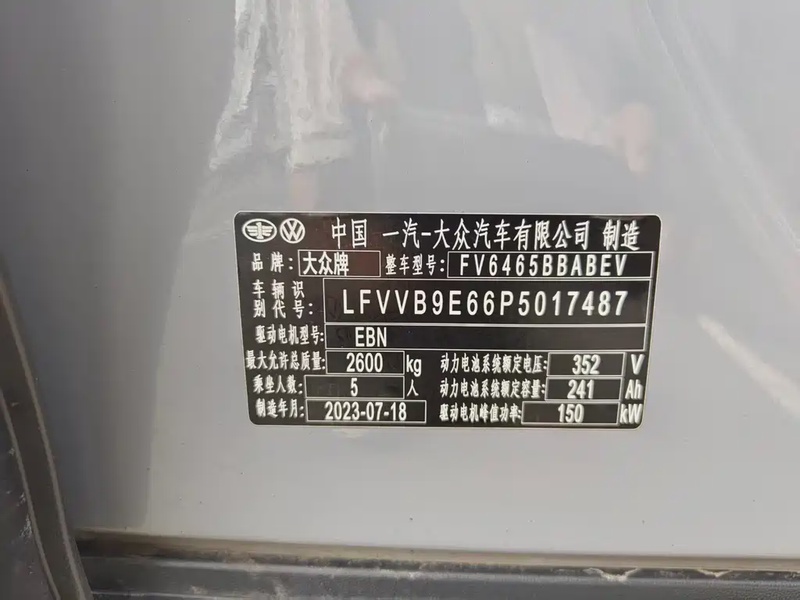 中国 一汽-大众汽车有限公司 制造
品牌: 大众牌 整车型号: FV6465BBABEV
车辆识别代号: LFVVB9E66P5017487
驱动电机型号: EBN
最大允许总质量: 2600 kg 动力电池系统额定电压: 352 V
乘坐人数: 5 人 动力电池系统额定容量: 241 Ah
制造年月: 2023-07-18 驱动电机峰值功率: 150 kW